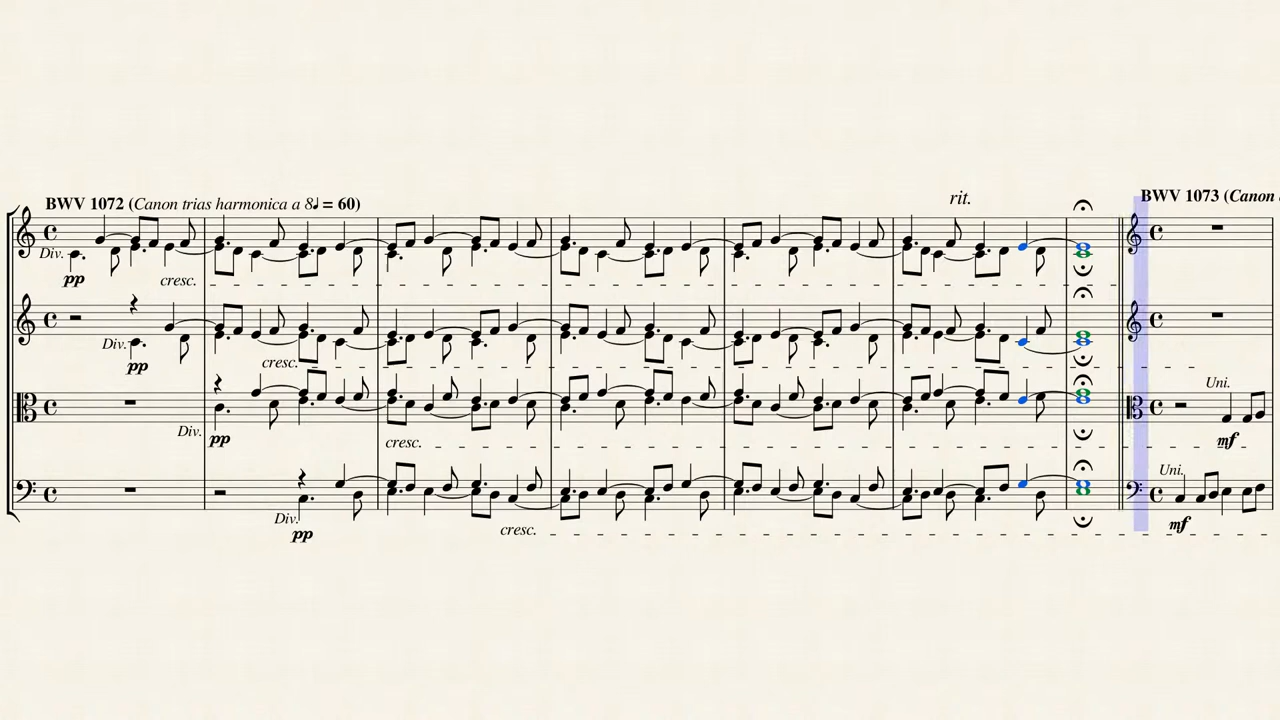 rit.
BWV 1072 (Canon trias harmonica a 8♩ = 60)
BWV 1073 (Canon
Div.
pp
cresc.
Div.
pp
cresc.
Uni.
Div.
pp
cresc.
mf
Uni.
Div.
pp
cresc.
mf